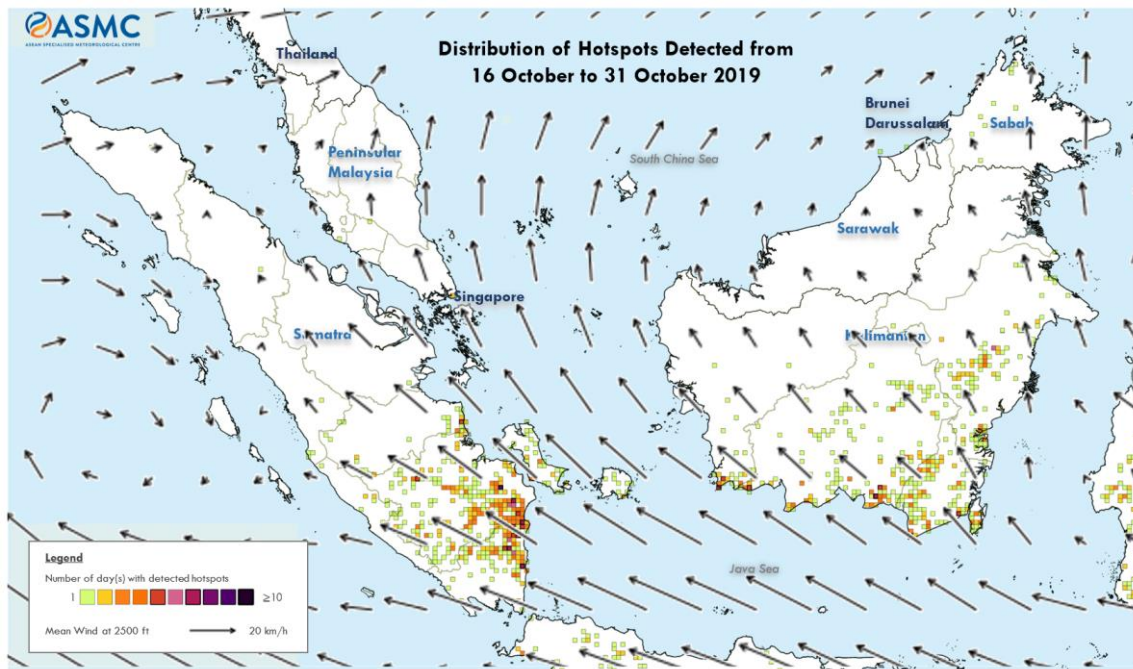 ASMC
ASEAN SPECIALISED METEOROLOGICAL CENTRE
Distribution of Hotspots Detected from
16 October to 31 October 2019
Thailand
Brunei
Darussalam
Sabah
Peninsular
Malaysia
South China Sea
Sarawak
Singapore
Sumatra
Kalimantan
Java Sea
Legend
Number of day(s) with detected hotspots
1 ≥10
Mean Wind at 2500 ft 20 km/h